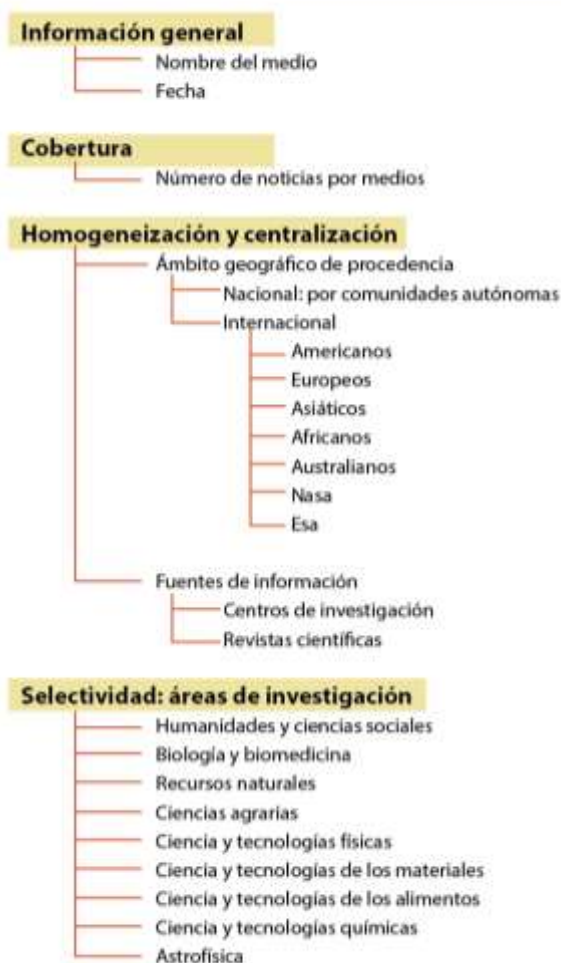 Información general
Nombre del medio
Fecha
Cobertura
Número de noticias por medios
Homogeneización y centralización
Ámbito geográfico de procedencia
Nacional: por comunidades autónomas
Internacional
Americanos
Europeos
Asiáticos
Africanos
Australianos
Nasa
Esa
Fuentes de información
Centros de investigación
Revistas científicas
Selectividad: áreas de investigación
Humanidades y ciencias sociales
Biología y biomedicina
Recursos naturales
Ciencias agrarias
Ciencia y tecnologías físicas
Ciencia y tecnologías de los materiales
Ciencia y tecnologías de los alimentos
Ciencia y tecnologías químicas
Astrofísica